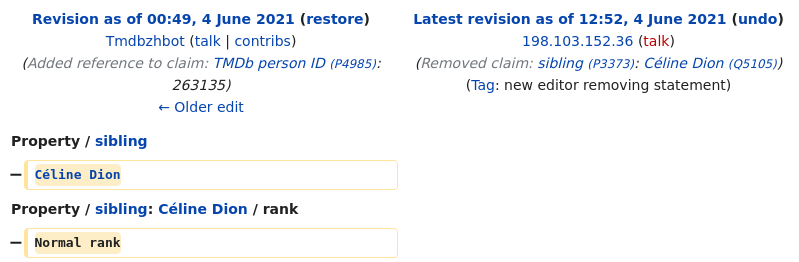 Revision as of 00:49, 4 June 2021 (restore)
Tmdbzhbot (talk | contribs)
(Added reference to claim: TMDb person ID (P4985):
263135)
← Older edit
Latest revision as of 12:52, 4 June 2021 (undo)
198.103.152.36 (talk)
(Removed claim: sibling (P3373): Céline Dion (Q5105))
(Tag: new editor removing statement)
Property / sibling
− Céline Dion
Property / sibling: Céline Dion / rank
− Normal rank